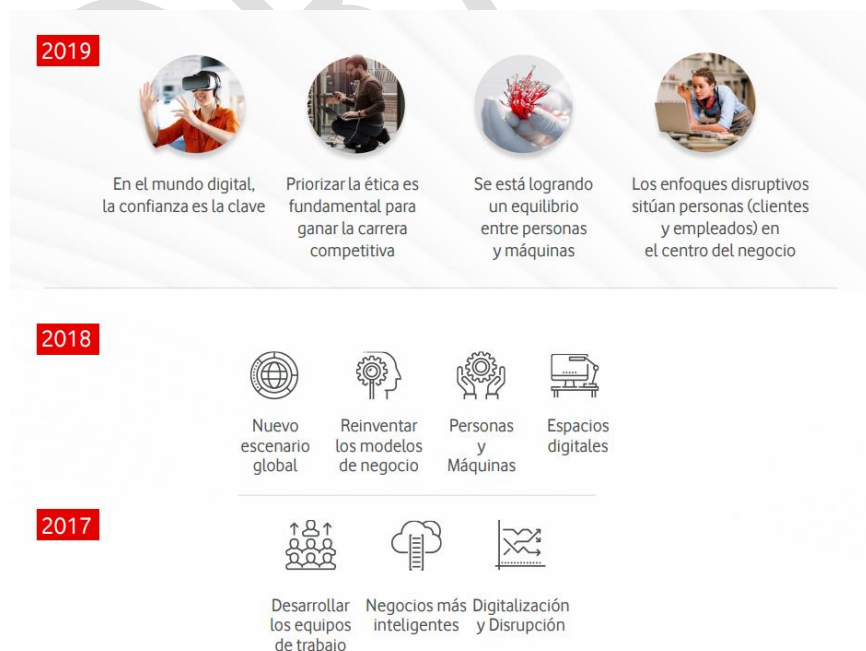 2019
En el mundo digital,
la confianza es la clave
Priorizar la ética es
fundamental para
ganar la carrera
competitiva
Se está logrando
un equilibrio
entre personas
y máquinas
Los enfoques disruptivos
sitúan personas (clientes
y empleados) en
el centro del negocio
2018
Nuevo
escenario
global
Reinventar
los modelos
de negocio
Personas
y
Máquinas
Espacios
digitales
2017
Desarrollar
los equipos
de trabajo
Negocios más
inteligentes
Digitalización
y Disrupción